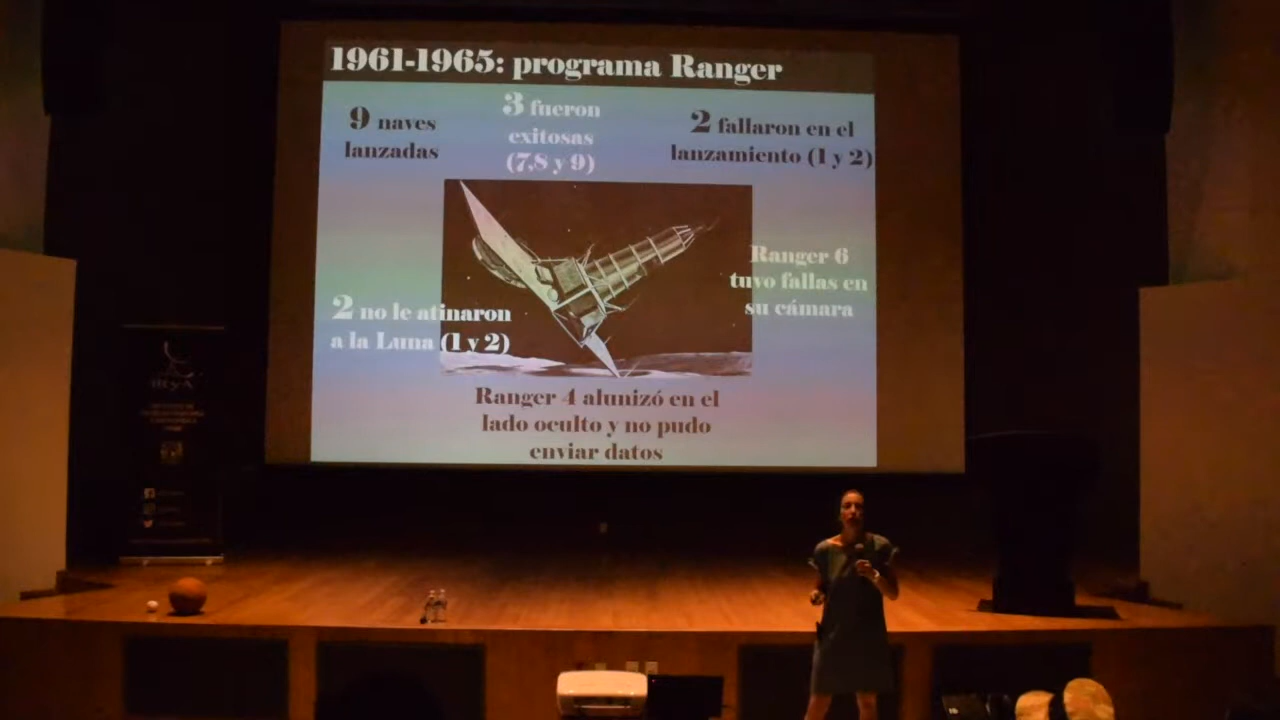 1961-1965: programa Ranger
9 naves
lanzadas
3 fueron
exitosas
(7,8 y 9)
2 fallaron en el
lanzamiento (1 y 2)
Ranger 6
tuvo fallas en
su cámara
2 no le atinaron
a la Luna (1 y 2)
Ranger 4 alunizó en el
lado oculto y no pudo
enviar datos